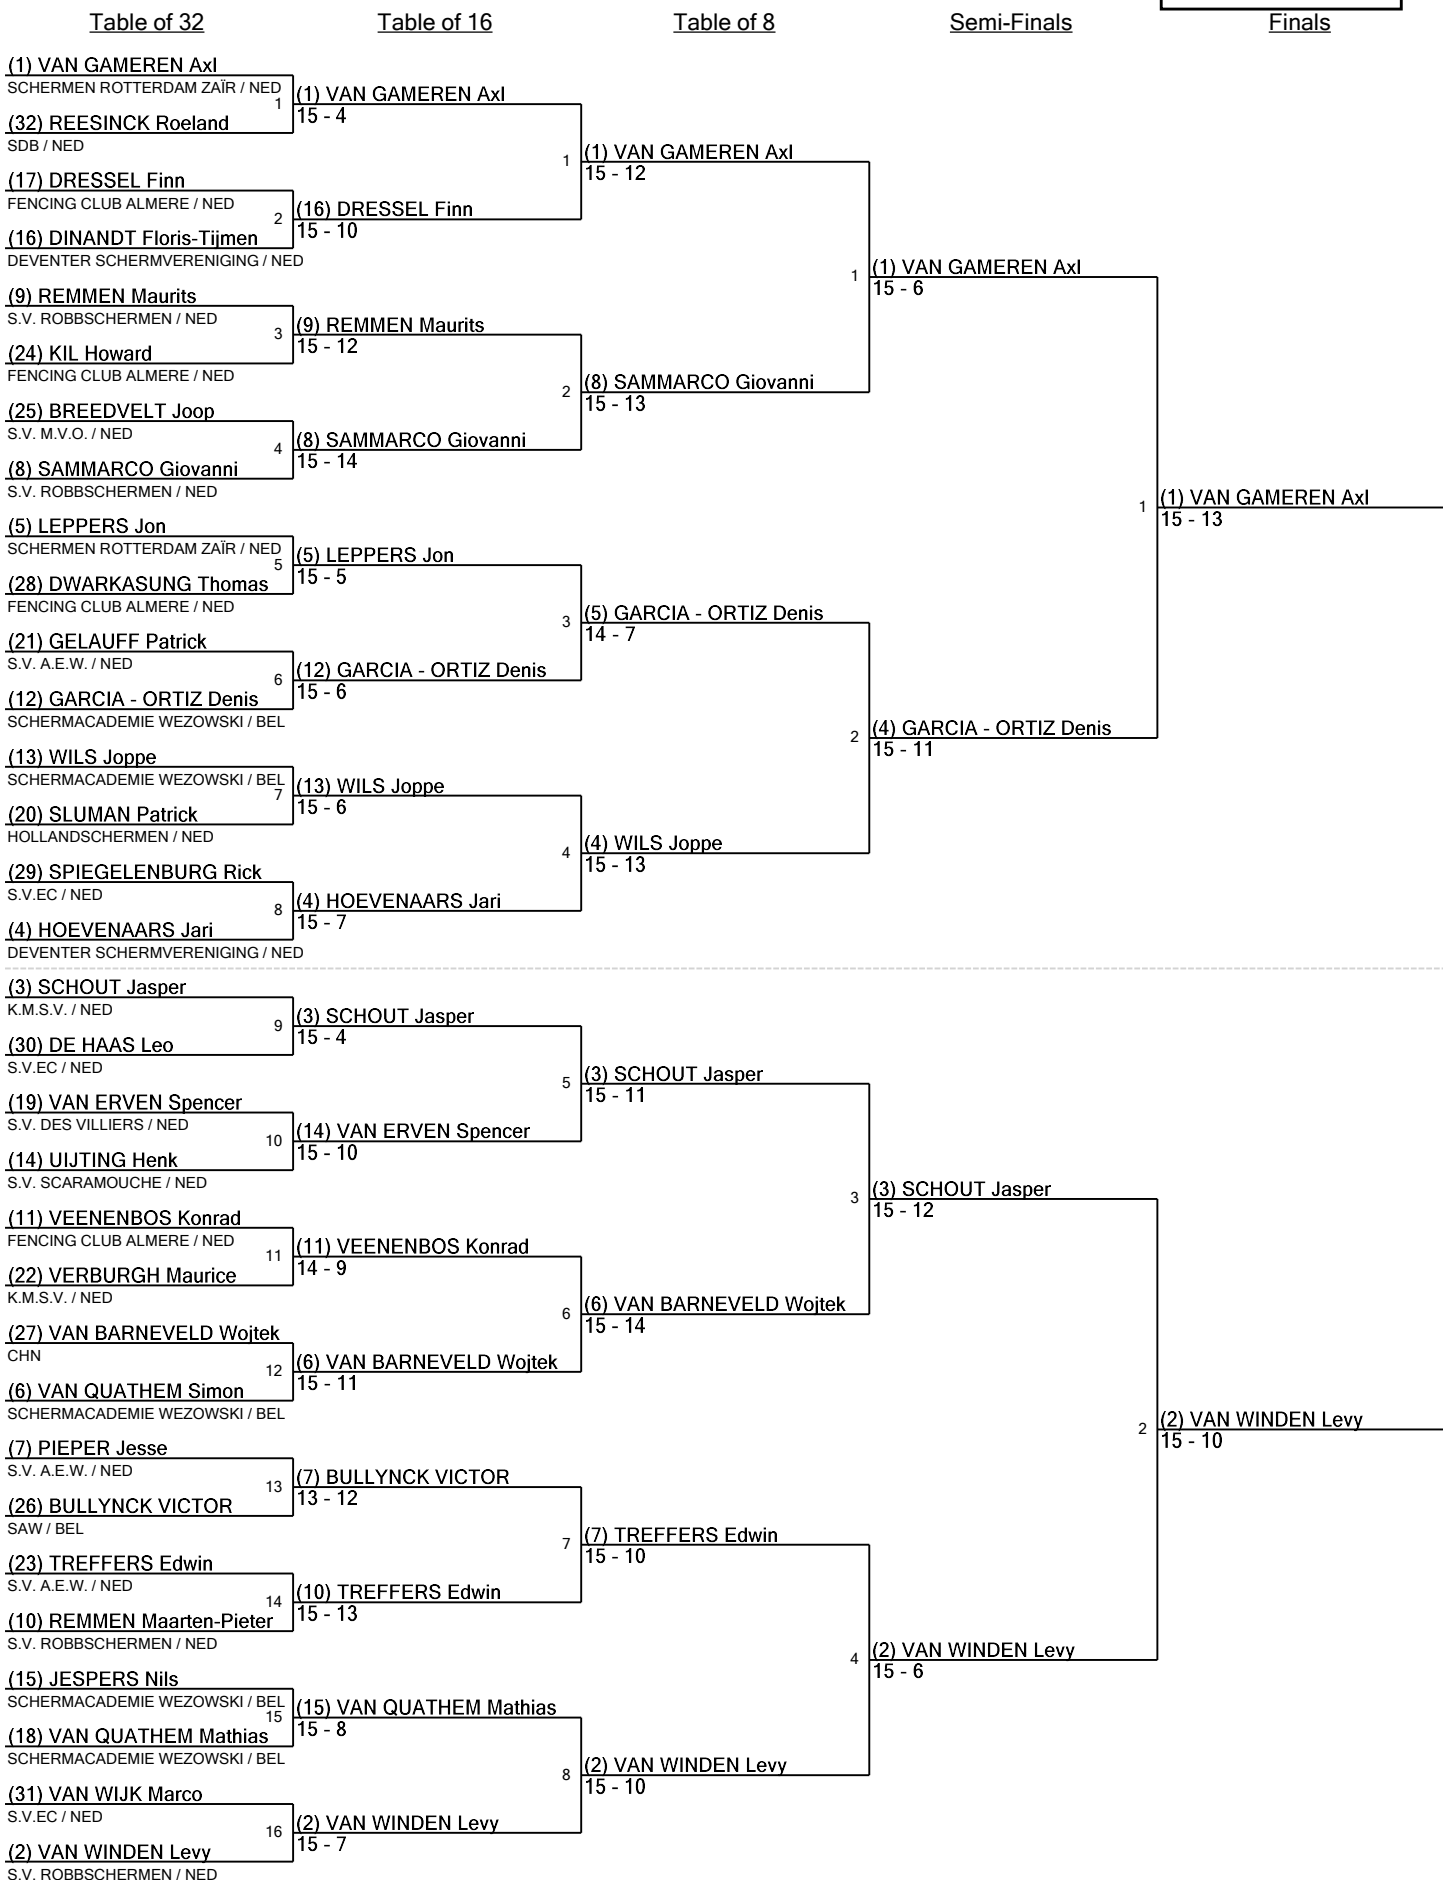 Table of 32
Table of 16
Table of 8
Semi-Finals
Finals
(1) VAN GAMEREN Axl
SCHERMEN ROTTERDAM ZAÏR / NED
1
(32) REESINCK Roeland
SDB / NED
(17) DRESSEL Finn
FENCING CLUB ALMERE / NED
2
(16) DINANDT Floris-Tijmen
DEVENTER SCHERMVERENIGING / NED
(9) REMMEN Maurits
S.V. ROBBSCHERMEN / NED
3
(24) KIL Howard
FENCING CLUB ALMERE / NED
(25) BREEDVELT Joop
S.V. M.V.O. / NED
4
(8) SAMMARCO Giovanni
S.V. ROBBSCHERMEN / NED
(5) LEPPERS Jon
SCHERMEN ROTTERDAM ZAÏR / NED
5
(28) DWARKASUNG Thomas
FENCING CLUB ALMERE / NED
(21) GELAUFF Patrick
S.V. A.E.W. / NED
6
(12) GARCIA - ORTIZ Denis
SCHERMACADEMIE WEZOWSKI / BEL
(13) WILS Joppe
SCHERMACADEMIE WEZOWSKI / BEL
7
(20) SLUMAN Patrick
HOLLANDSCHERMEN / NED
(29) SPIEGELENBURG Rick
S.V.EC / NED
8
(4) HOEVENAARS Jari
DEVENTER SCHERMVERENIGING / NED
(3) SCHOUT Jasper
K.M.S.V. / NED
9
(30) DE HAAS Leo
S.V.EC / NED
(19) VAN ERVEN Spencer
S.V. DES VILLIERS / NED
10
(14) UIJTING Henk
S.V. SCARAMOUCHE / NED
(11) VEENENBOS Konrad
FENCING CLUB ALMERE / NED
11
(22) VERBURGH Maurice
K.M.S.V. / NED
(27) VAN BARNEVELD Wojtek
CHN
12
(6) VAN QUATHEM Simon
SCHERMACADEMIE WEZOWSKI / BEL
(7) PIEPER Jesse
S.V. A.E.W. / NED
13
(26) BULLYNCK VICTOR
SAW / BEL
(23) TREFFERS Edwin
S.V. A.E.W. / NED
14
(10) REMMEN Maarten-Pieter
S.V. ROBBSCHERMEN / NED
(15) JESPERS Nils
SCHERMACADEMIE WEZOWSKI / BEL
15
(18) VAN QUATHEM Mathias
SCHERMACADEMIE WEZOWSKI / BEL
(31) VAN WIJK Marco
S.V.EC / NED
16
(2) VAN WINDEN Levy
S.V. ROBBSCHERMEN / NED
(1) VAN GAMEREN Axl
15 - 4
1
(16) DRESSEL Finn
15 - 10
(9) REMMEN Maurits
15 - 12
2
(8) SAMMARCO Giovanni
15 - 14
(5) LEPPERS Jon
15 - 5
3
(12) GARCIA - ORTIZ Denis
15 - 6
(13) WILS Joppe
15 - 6
4
(4) HOEVENAARS Jari
15 - 7
(3) SCHOUT Jasper
15 - 4
5
(14) VAN ERVEN Spencer
15 - 10
(11) VEENENBOS Konrad
14 - 9
6
(6) VAN BARNEVELD Wojtek
15 - 11
(7) BULLYNCK VICTOR
13 - 12
7
(10) TREFFERS Edwin
15 - 13
(15) VAN QUATHEM Mathias
15 - 8
8
(2) VAN WINDEN Levy
15 - 7
(1) VAN GAMEREN Axl
15 - 12
1
(8) SAMMARCO Giovanni
15 - 13
(5) GARCIA - ORTIZ Denis
14 - 7
2
(4) WILS Joppe
15 - 13
(3) SCHOUT Jasper
15 - 11
3
(6) VAN BARNEVELD Wojtek
15 - 14
(7) TREFFERS Edwin
15 - 10
4
(2) VAN WINDEN Levy
15 - 10
(1) VAN GAMEREN Axl
15 - 6
1
(4) GARCIA - ORTIZ Denis
15 - 11
(3) SCHOUT Jasper
15 - 12
2
(2) VAN WINDEN Levy
15 - 6
(1) VAN GAMEREN Axl
15 - 13
(2) VAN WINDEN Levy
15 - 10